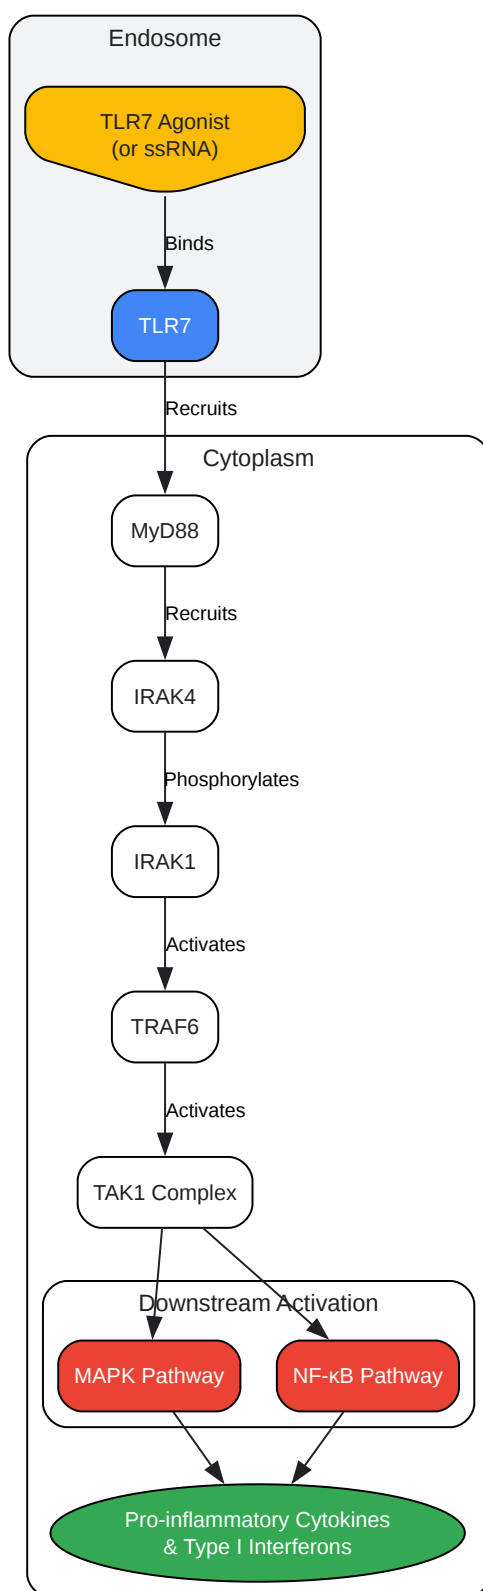 Endosome
TLR7 Agonist
(or ssRNA)
Binds
TLR7
Recruits
Cytoplasm
MyD88
Recruits
IRAK4
Phosphorylates
IRAK1
Activates
TRAF6
Activates
TAK1 Complex
Downstream Activation
MAPK Pathway
NF-κB Pathway
Pro-inflammatory Cytokines
& Type I Interferons